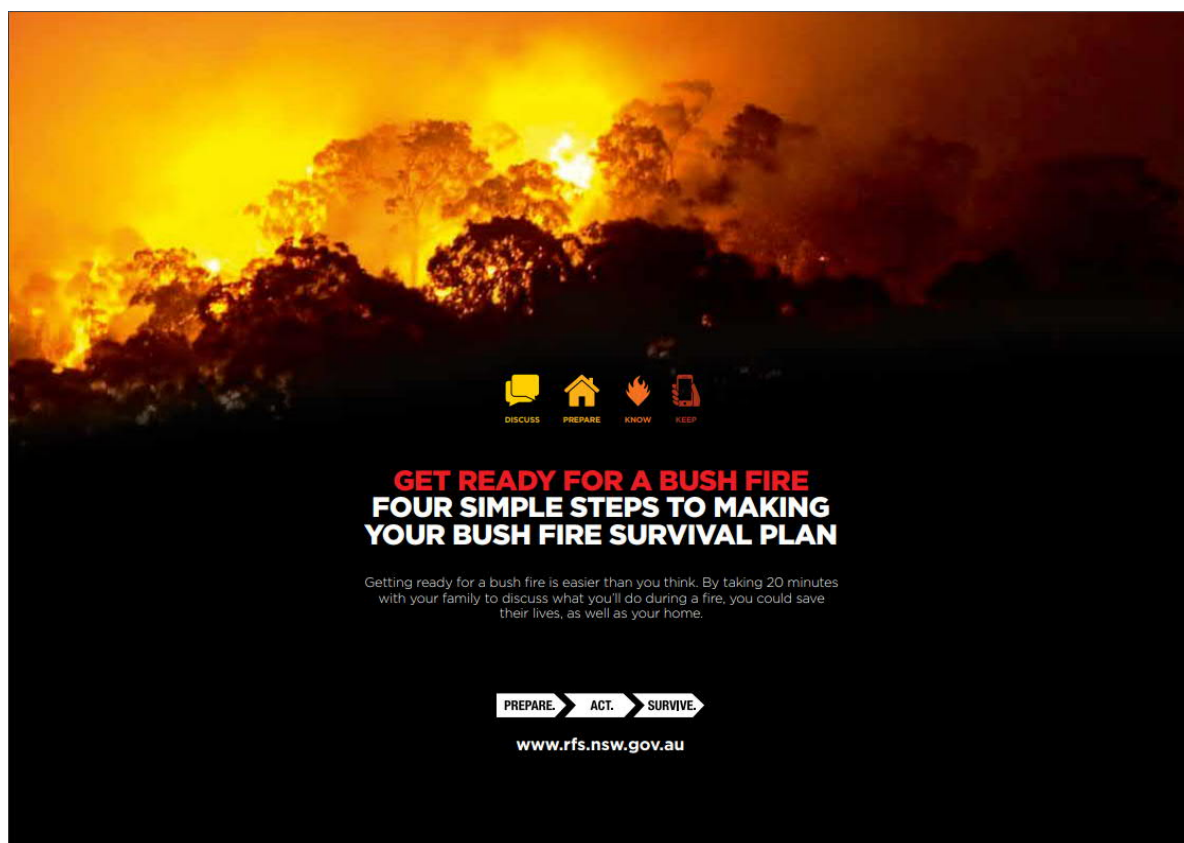 DISCUSS PREPARE KNOW KEEP
GET READY FOR A BUSH FIRE
FOUR SIMPLE STEPS TO MAKING
YOUR BUSH FIRE SURVIVAL PLAN
Getting ready for a bush fire is easier than you think. By taking 20 minutes
with your family to discuss what you'll do during a fire, you could save
their lives, as well as your home.
PREPARE. ACT. SURVIVE.
www.rfs.nsw.gov.au